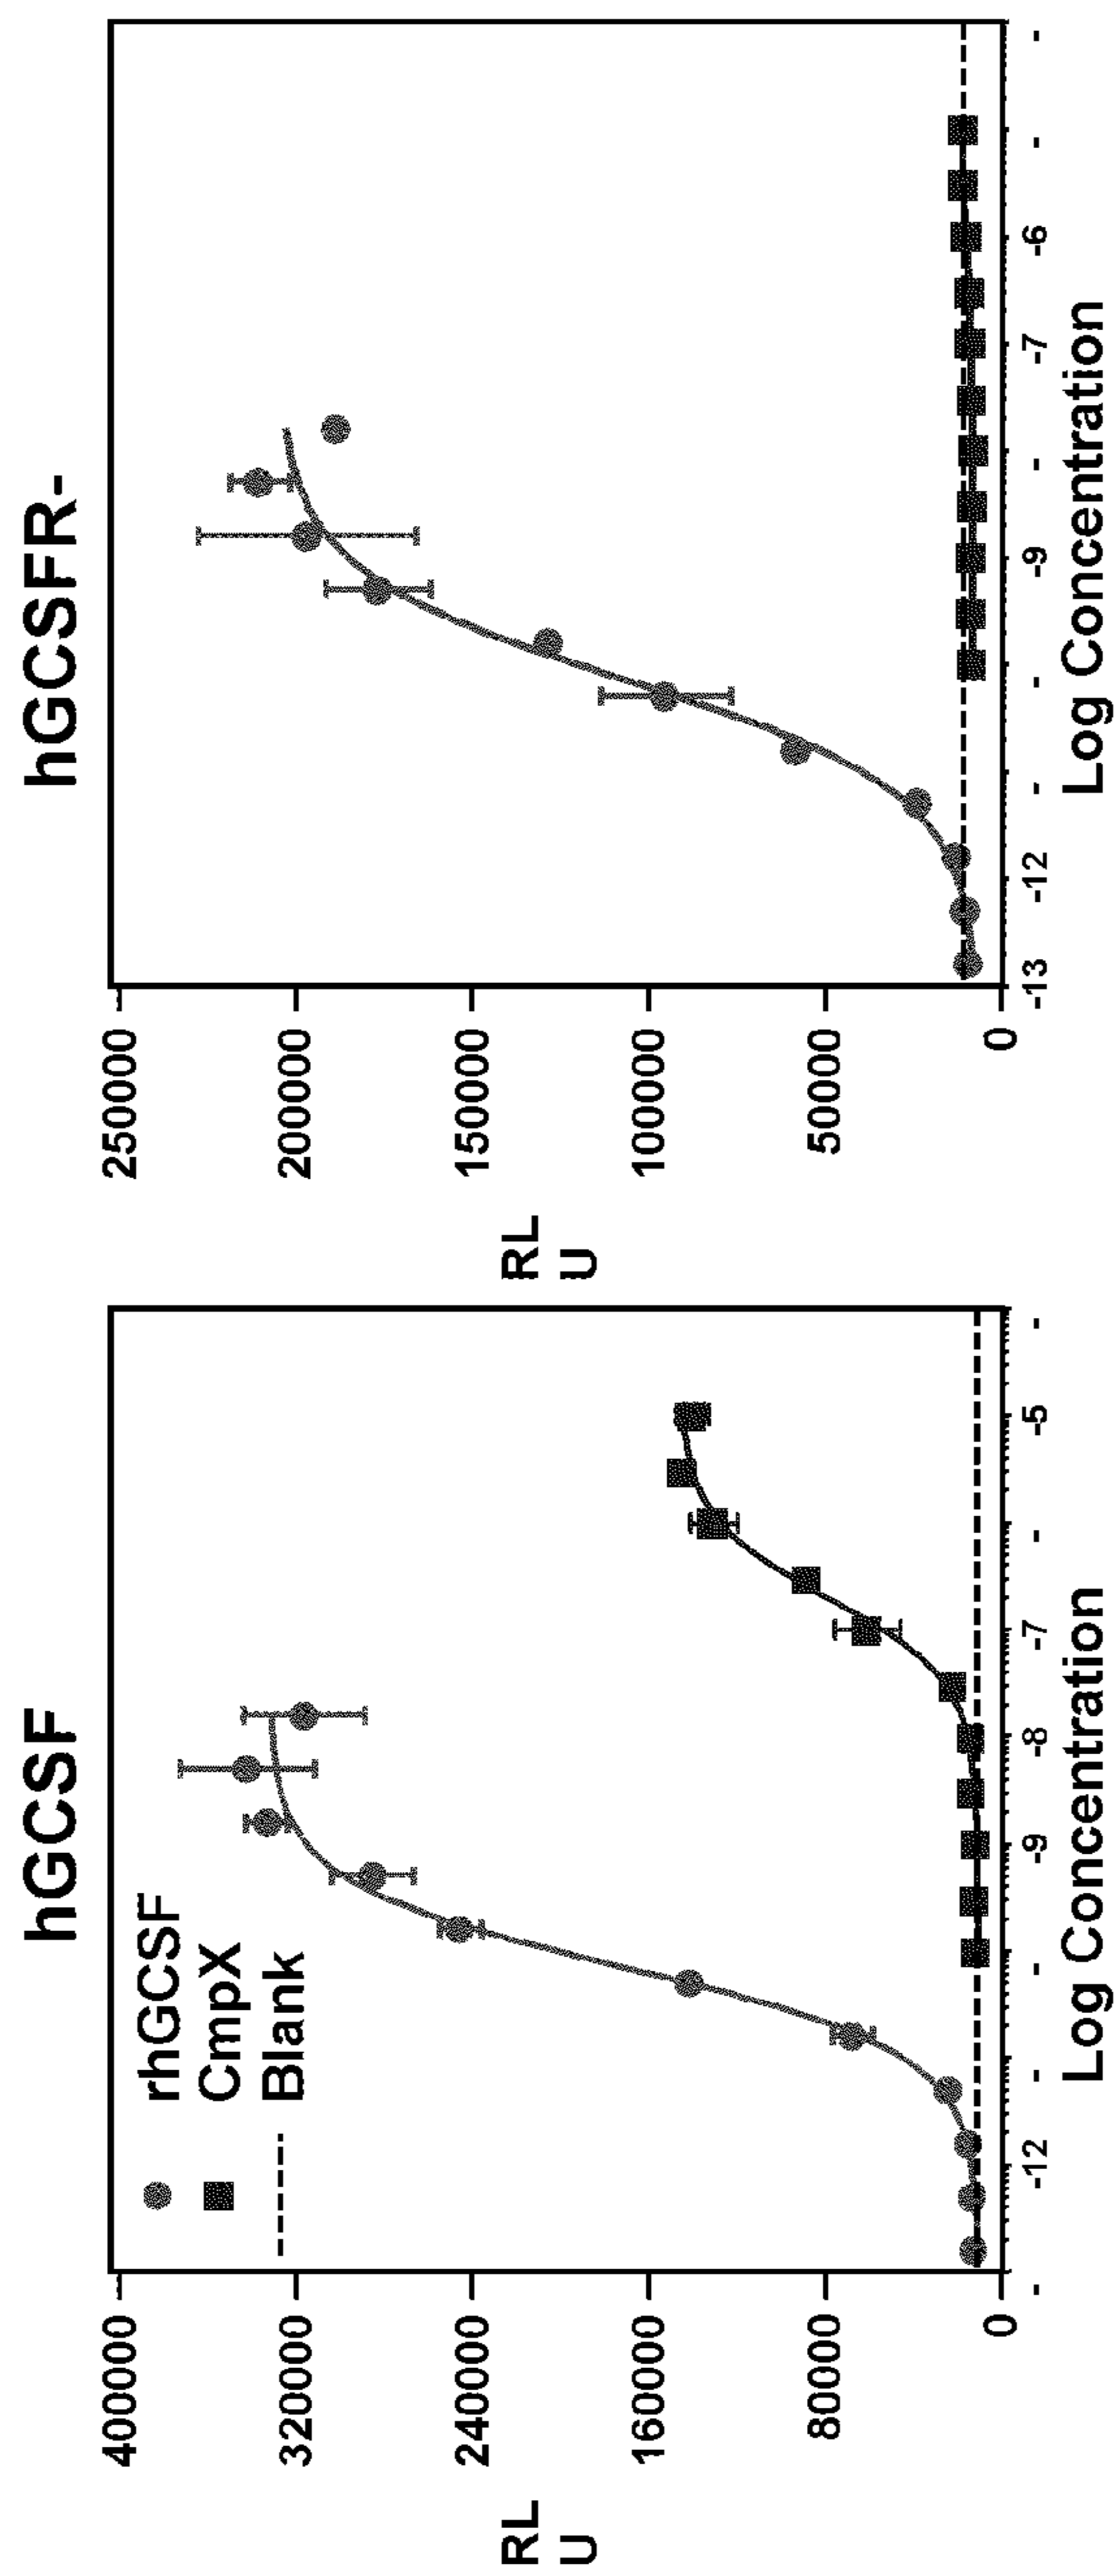 hGCSF
400000
320000
240000
160000
80000
0
RL
U
rhGCSF
CmpX
Blank
-
-12
-
-
-9
-8
-7
-
-5
-
Log Concentration
hGCSFR-
250000
200000
150000
100000
50000
0
RL
U
-13
-12
-
-
-9
-
-7
-6
-
-
Log Concentration